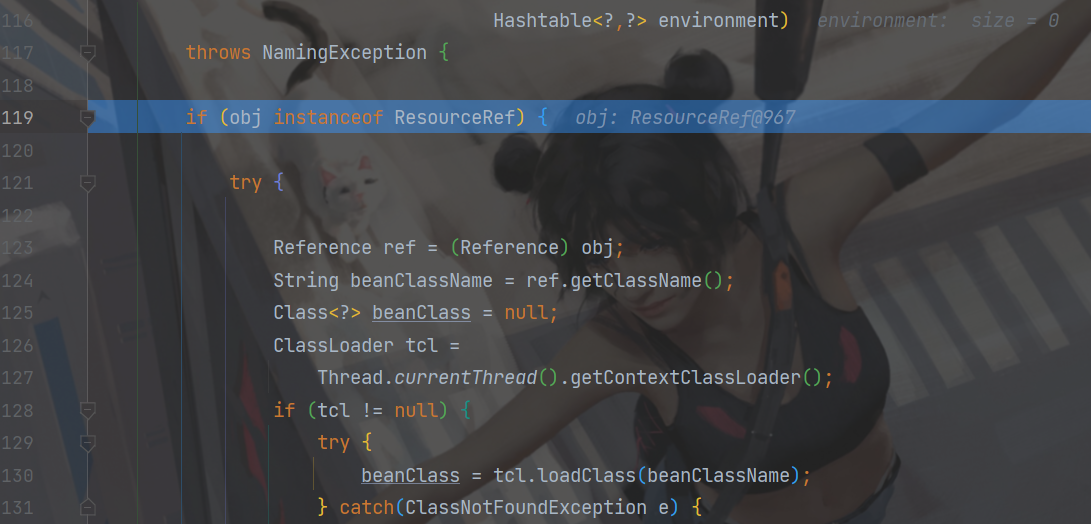 116 Hashtable<?,?> environment) environment: size = 0
117 throws NamingException {
118
119 if (obj instanceof ResourceRef) { obj: ResourceRef@967
120
121 try {
122
123 Reference ref = (Reference) obj;
124 String beanClassName = ref.getClassName();
125 Class<?> beanClass = null;
126 ClassLoader tcl =
127 Thread.currentThread().getContextClassLoader();
128 if (tcl != null) {
129 try {
130 beanClass = tcl.loadClass(beanClassName);
131 } catch(ClassNotFoundException e) {